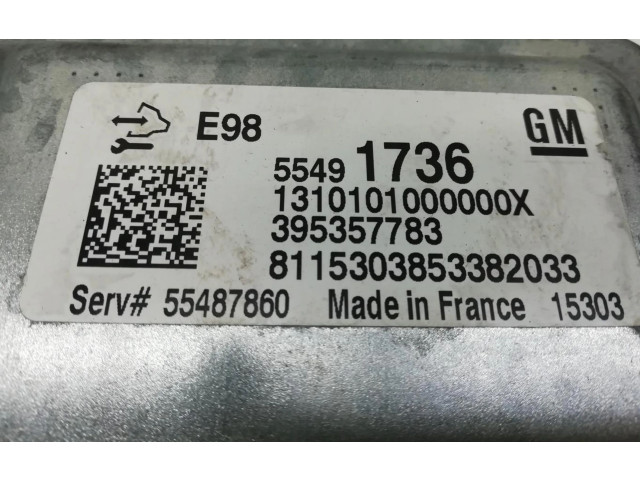 E98 GM
5549 1736
1310101000000X
395357783
8115303853382033
Serv# 55487860 Made in France 15303